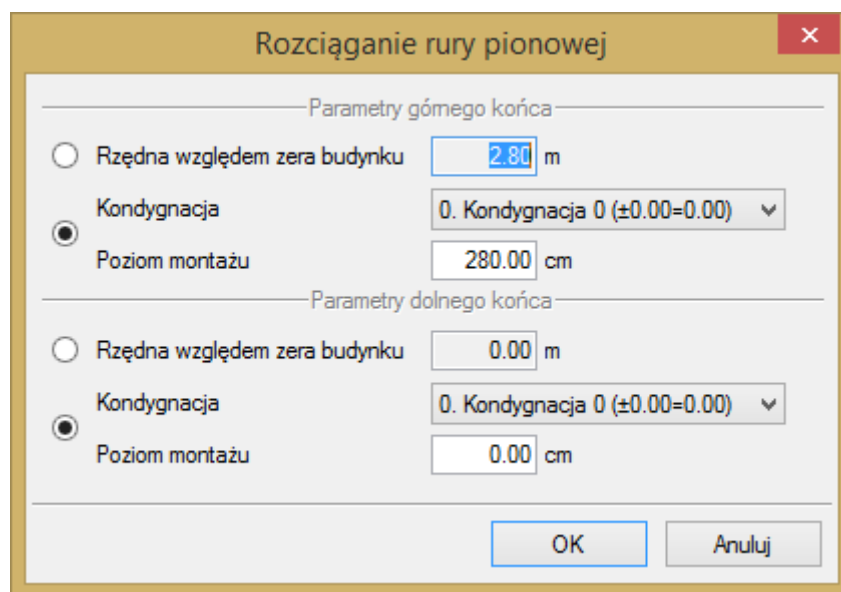 Rozciąganie rury pionowej
Parametry górnego końca
Rzędna względem zera budynku 2.80 m
Kondygnacja 0. Kondygnacja 0 (±0.00=0.00)
Poziom montażu 280.00 cm
Parametry dolnego końca
Rzędna względem zera budynku 0.00 m
Kondygnacja 0. Kondygnacja 0 (±0.00=0.00)
Poziom montażu 0.00 cm
OK Anuluj